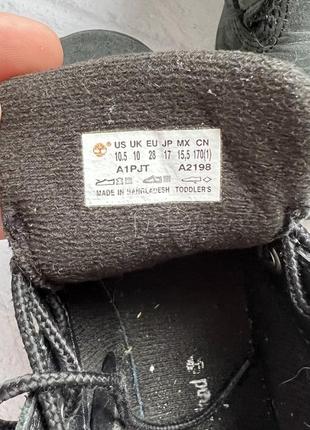 US UK EU JP MX CN
10.5 10 28 17 15,5 170(1)
A1PJT A2198
MADE IN BANGLADESH TODDLER'S